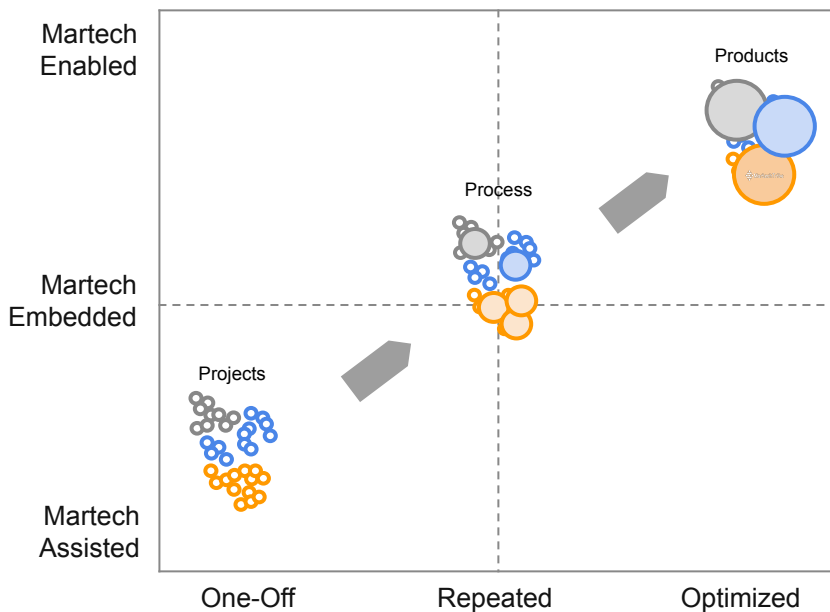 Martech
Enabled
Products
Process
Martech
Embedded
Projects
Martech
Assisted
One-Off
Repeated
Optimized